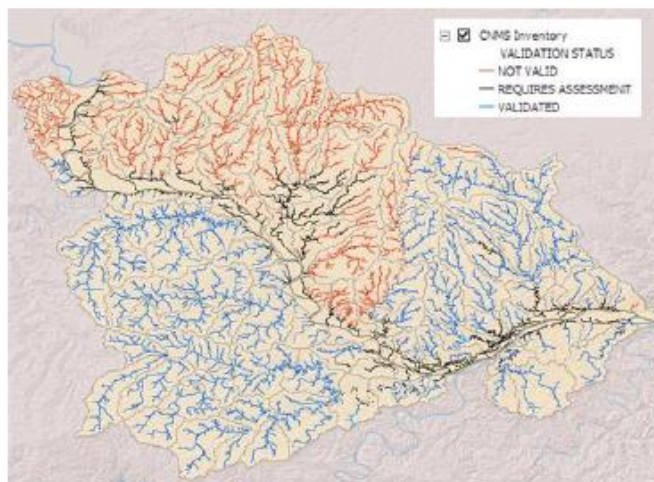 CNMS Inventory
VALIDATION STATUS
NOT VALID
REQUIRES ASSESSMENT
VALIDATED